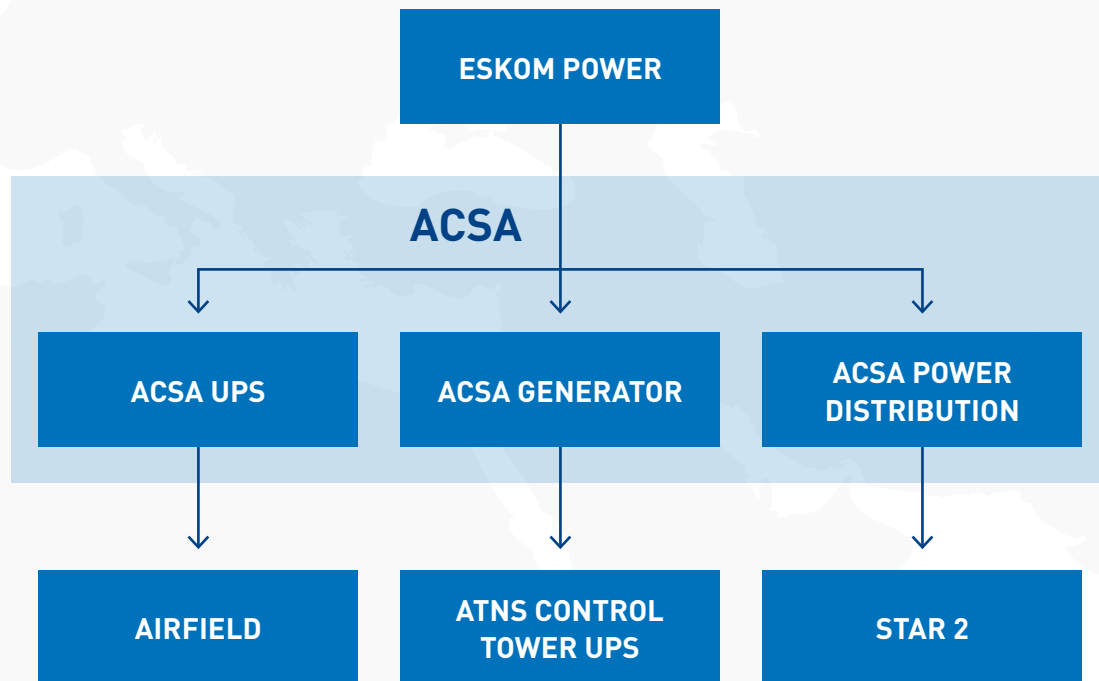 ESKOM POWER
ACSA
ACSA UPS
ACSA GENERATOR
ACSA POWER
DISTRIBUTION
AIRFIELD
ATNS CONTROL
TOWER UPS
STAR 2